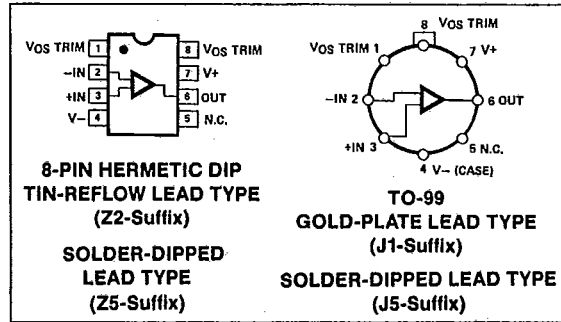 VOS TRIM 1
8 VOS TRIM
-IN 2
7 V+
+IN 3
6 OUT
V- 4
5 N.C.
8-PIN HERMETIC DIP
TIN-REFLOW LEAD TYPE
(Z2-Suffix)
SOLDER-DIPPED
LEAD TYPE
(Z5-Suffix)
8 VOS TRIM
VOS TRIM 1
7 V+
-IN 2
6 OUT
+IN 3
5 N.C.
4 V- (CASE)
TO-99
GOLD-PLATE LEAD TYPE
(J1-Suffix)
SOLDER-DIPPED LEAD TYPE
(J5-Suffix)